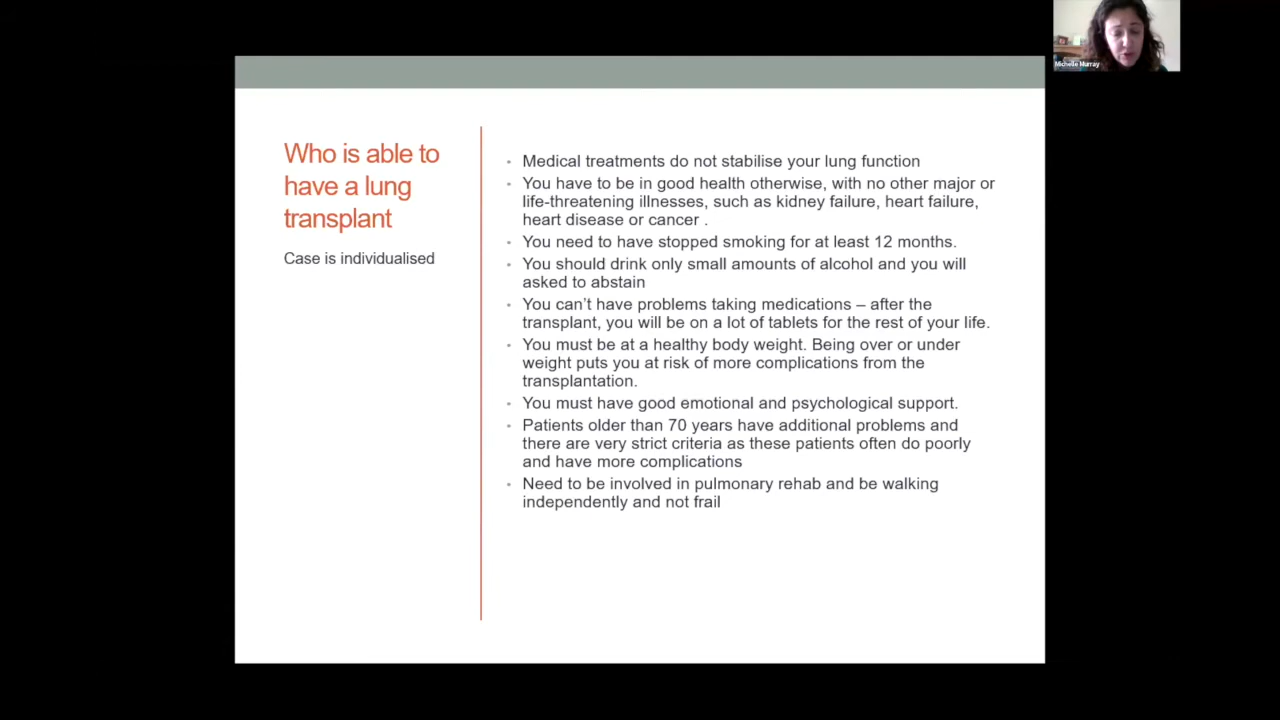 Michelle Murray
Who is able to
have a lung
transplant
Case is individualised
• Medical treatments do not stabilise your lung function
• You have to be in good health otherwise, with no other major or
life-threatening illnesses, such as kidney failure, heart failure,
heart disease or cancer .
• You need to have stopped smoking for at least 12 months.
• You should drink only small amounts of alcohol and you will
asked to abstain
• You can’t have problems taking medications – after the
transplant, you will be on a lot of tablets for the rest of your life.
• You must be at a healthy body weight. Being over or under
weight puts you at risk of more complications from the
transplantation.
• You must have good emotional and psychological support.
• Patients older than 70 years have additional problems and
there are very strict criteria as these patients often do poorly
and have more complications
• Need to be involved in pulmonary rehab and be walking
independently and not frail